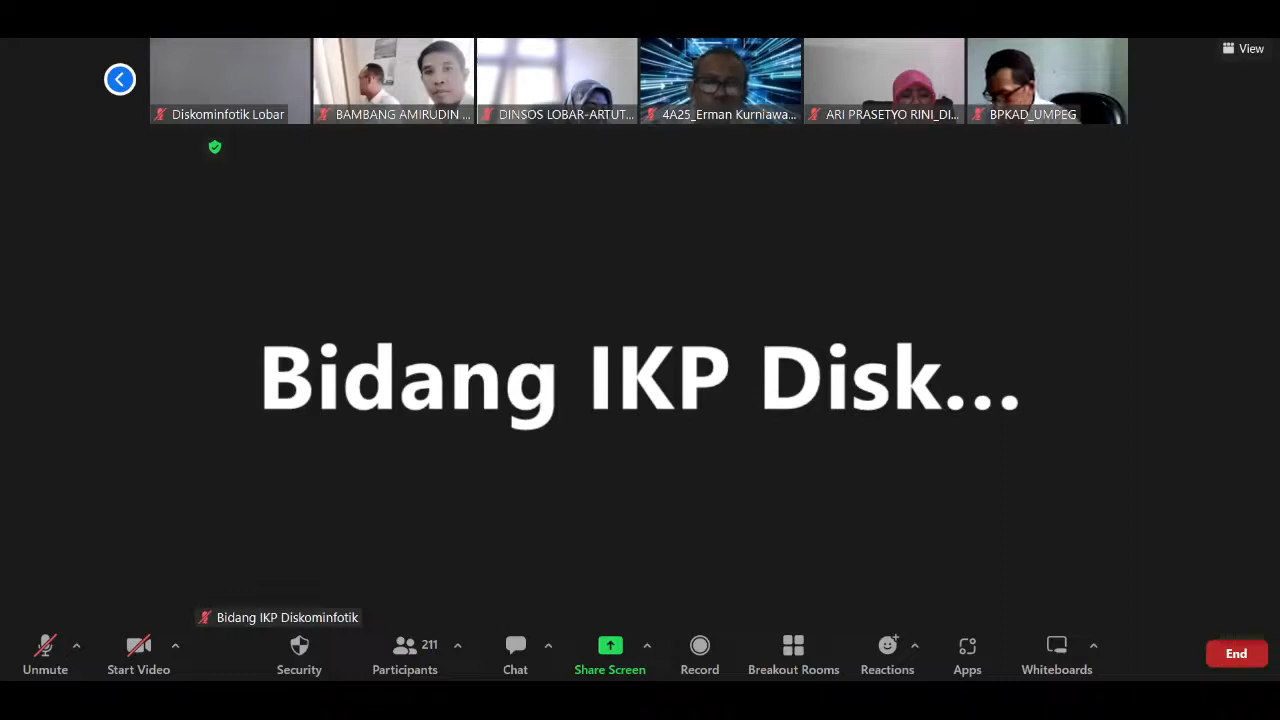 View
Diskominfotik Lobar
BAMBANG AMIRUDIN ...
DINSOS LOBAR-ARTUT...
4A25_Erman Kurniawa...
ARI PRASETYO RINI_DI...
BPKAD_UMPEG
Bidang IKP Disk...
Bidang IKP Diskominfotik
Unmute
Start Video
Security
Participants
211
Chat
Share Screen
Record
Breakout Rooms
Reactions
Apps
Whiteboards
End